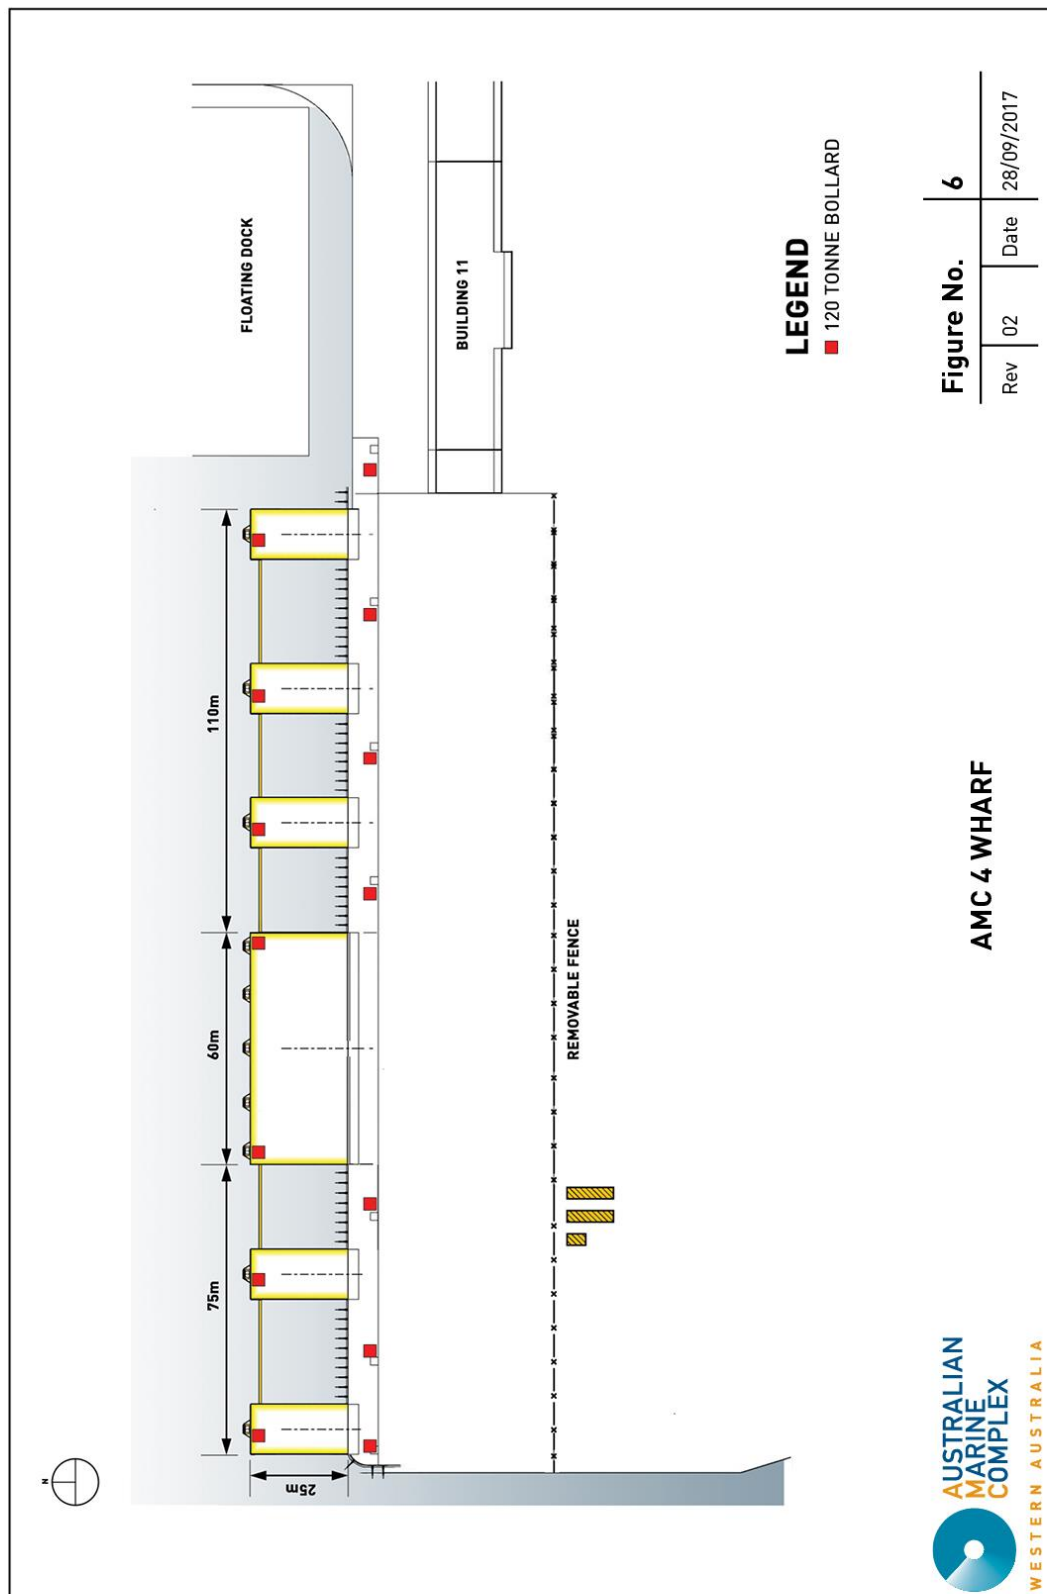 N
75m
60m
110m
25m
FLOATING DOCK
BUILDING 11
REMOVABLE FENCE
LEGEND
120 TONNE BOLLARD
AMC 4 WHARF
Figure No. 6
Rev 02 Date 28/09/2017
AUSTRALIAN
MARINE
COMPLEX
WESTERN AUSTRALIA